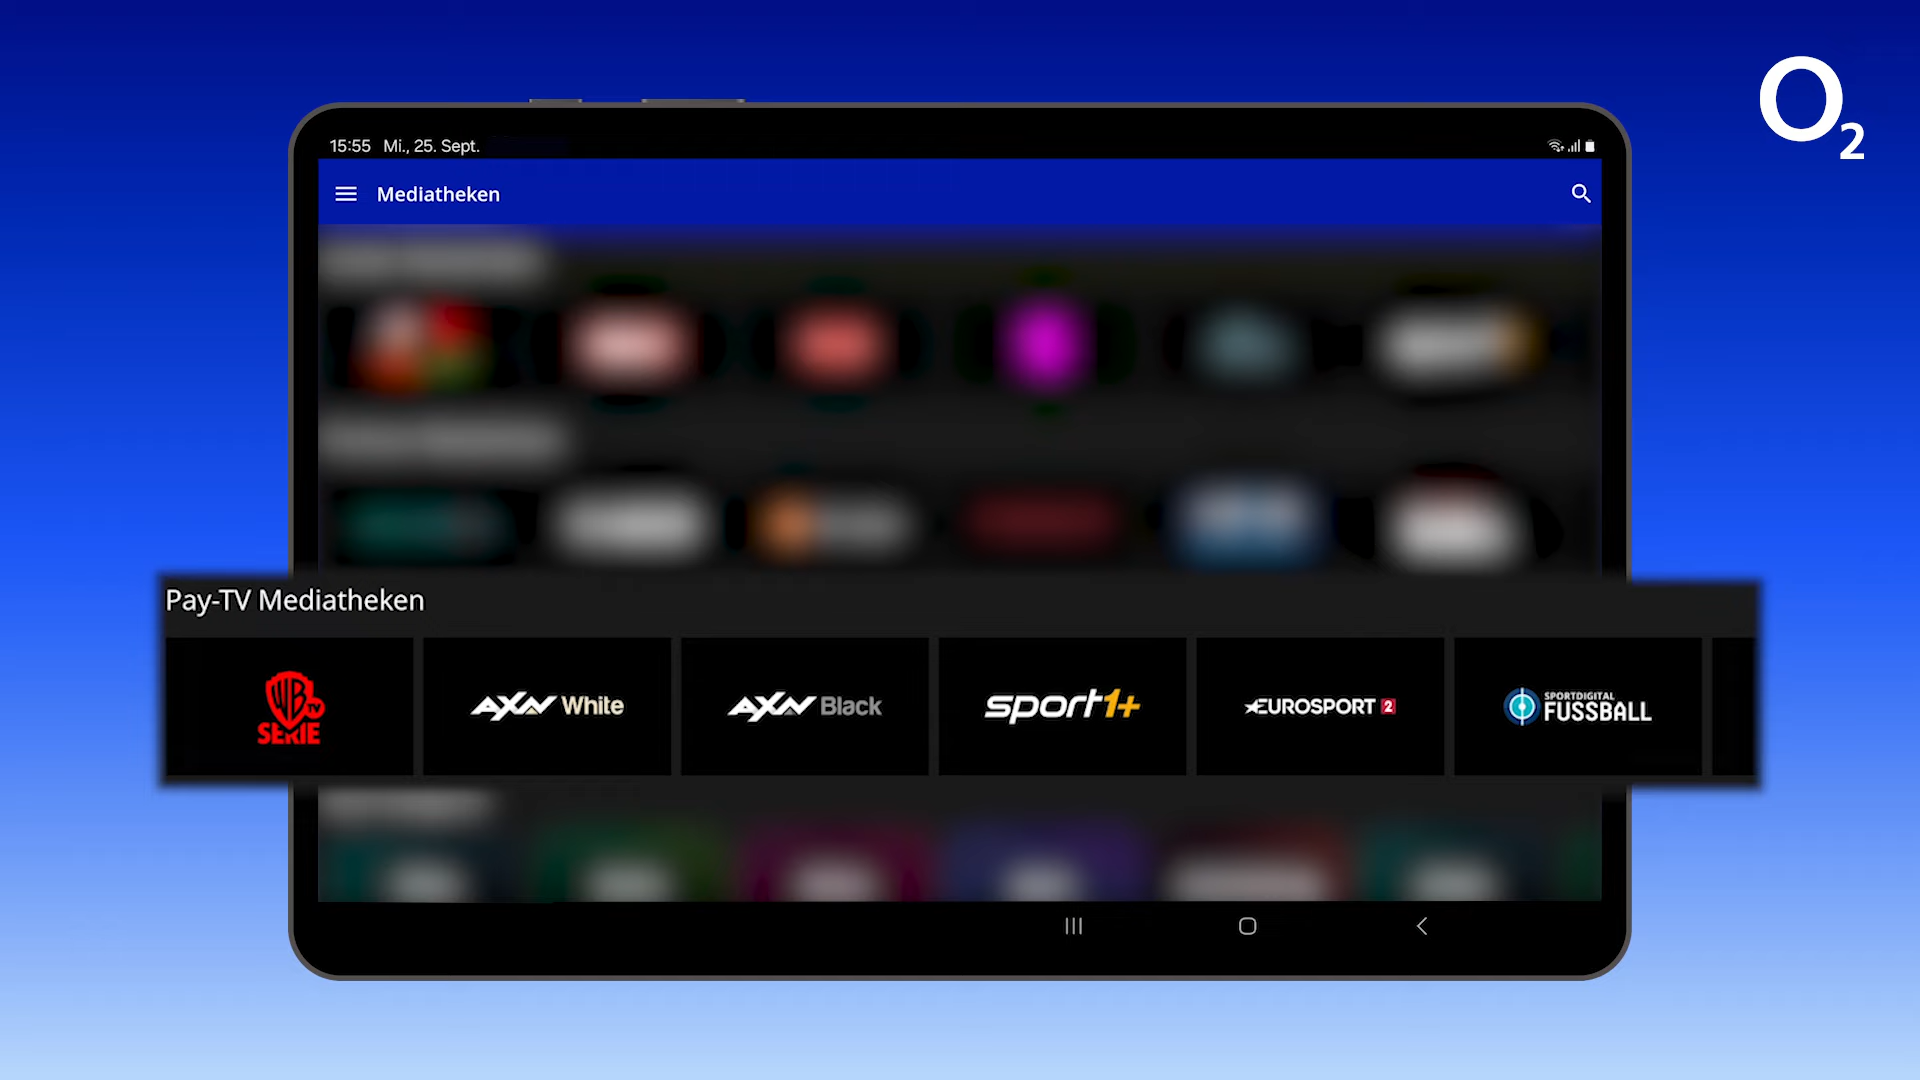 O2
15:55 Mi., 25. Sept.
Mediatheken
Pay-TV Mediatheken
WB TV SERIE
AXN White
AXN Black
sport1+
EUROSPORT 2
SPORTDIGITAL FUSSBALL